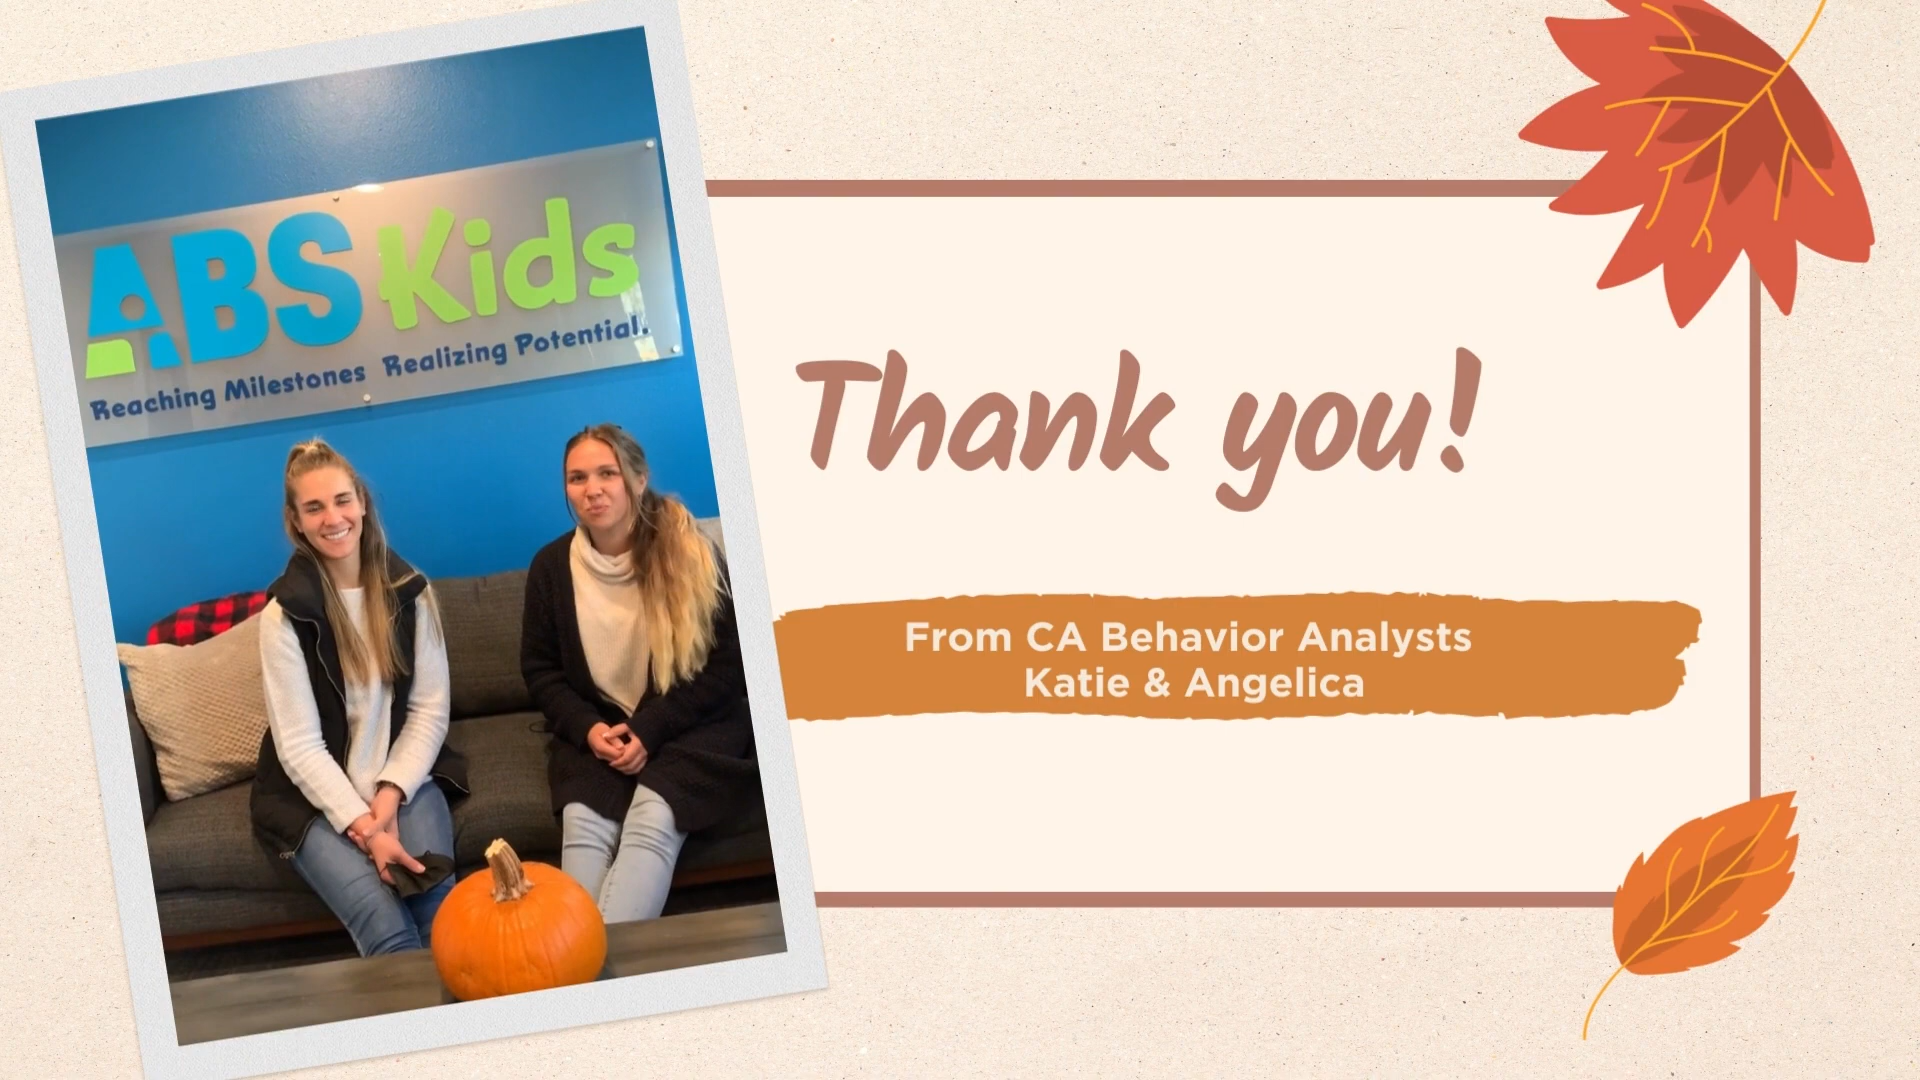 ABS Kids
Reaching Milestones Realizing Potential.
Thank you!
From CA Behavior Analysts
Katie & Angelica